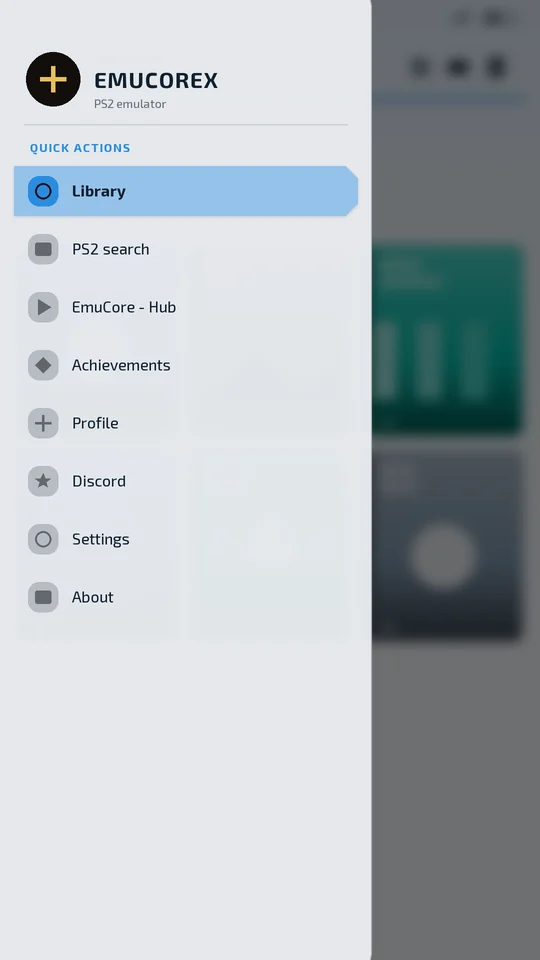 EMUCOREX
PS2 emulator
QUICK ACTIONS
Library
PS2 search
EmuCore - Hub
Achievements
Profile
Discord
Settings
About